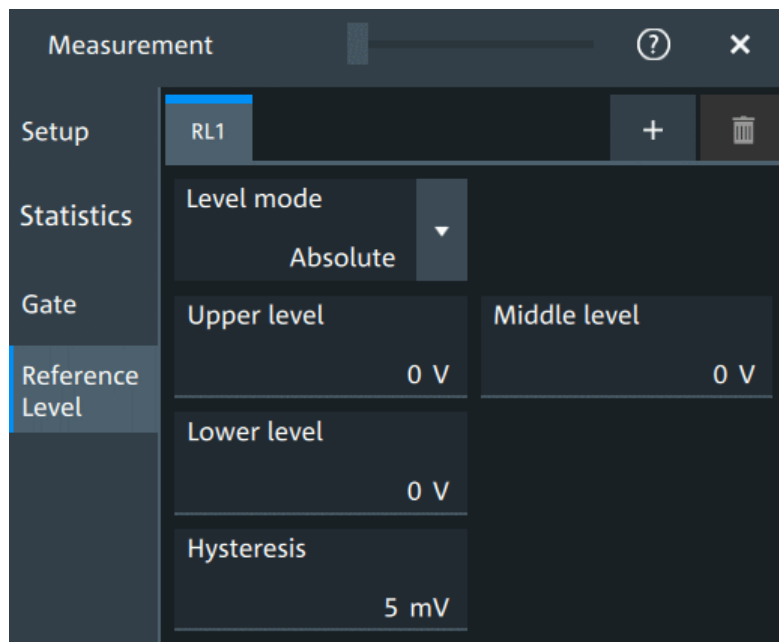 Measurement
?
×
Setup
RL1
+
Statistics
Level mode
Absolute
Gate
Upper level
0 V
Middle level
0 V
Reference
Level
Lower level
0 V
Hysteresis
5 mV